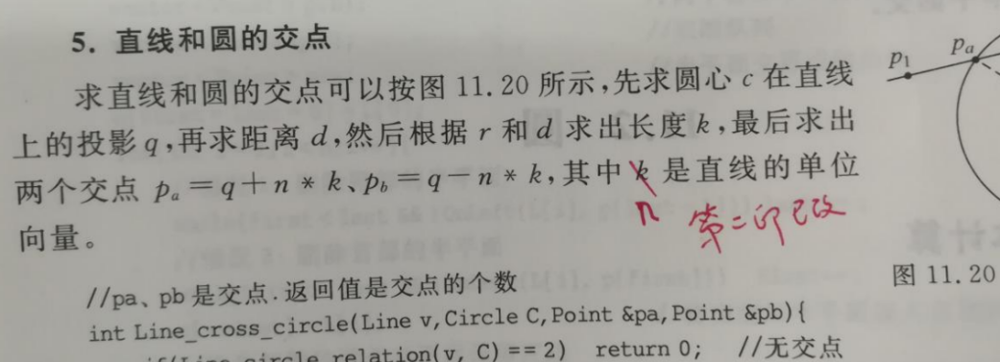 5. 直线和圆的交点
求直线和圆的交点可以按图 11.20 所示,先求圆心 c 在直线
上的投影 q,再求距离 d,然后根据 r 和 d 求出长度 k,最后求出
两个交点 pₐ = q + n * k、p_b = q - n * k,其中 k 是直线的单位
向量。
n 第二印已改
//pa、pb 是交点.返回值是交点的个数
int Line_cross_circle(Line v,Circle C,Point &pa,Point &pb){
if(Line_circle_relation(v, C) == 2) return 0; //无交点
p₁
pₐ
图 11.20